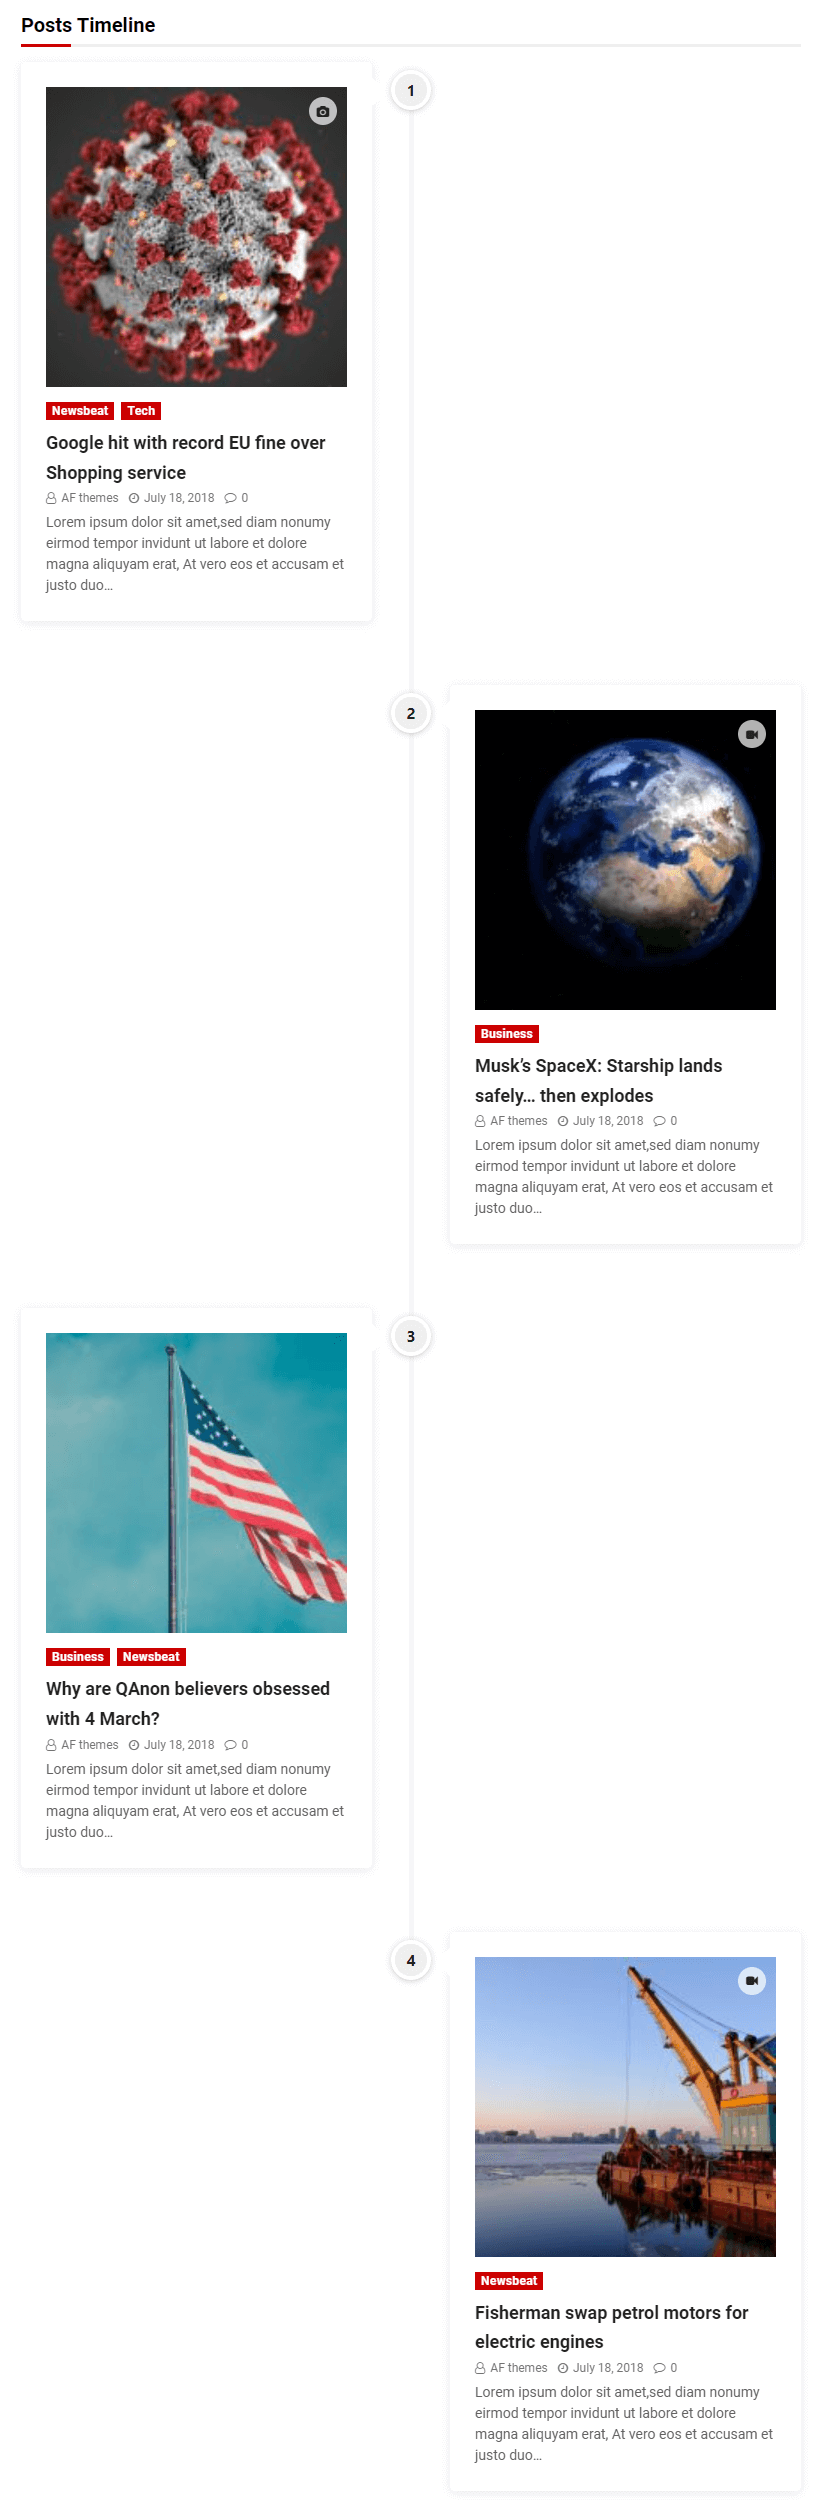 Posts Timeline
1
Newsbeat Tech
Google hit with record EU fine over
Shopping service
AF themes July 18, 2018 0
Lorem ipsum dolor sit amet,sed diam nonumy
eirmod tempor invidunt ut labore et dolore
magna aliquyam erat, At vero eos et accusam et
justo duo...
2
Business
Musk’s SpaceX: Starship lands
safely… then explodes
AF themes July 18, 2018 0
Lorem ipsum dolor sit amet,sed diam nonumy
eirmod tempor invidunt ut labore et dolore
magna aliquyam erat, At vero eos et accusam et
justo duo...
3
Business Newsbeat
Why are QAnon believers obsessed
with 4 March?
AF themes July 18, 2018 0
Lorem ipsum dolor sit amet,sed diam nonumy
eirmod tempor invidunt ut labore et dolore
magna aliquyam erat, At vero eos et accusam et
justo duo...
4
Newsbeat
Fisherman swap petrol motors for
electric engines
AF themes July 18, 2018 0
Lorem ipsum dolor sit amet,sed diam nonumy
eirmod tempor invidunt ut labore et dolore
magna aliquyam erat, At vero eos et accusam et
justo duo...